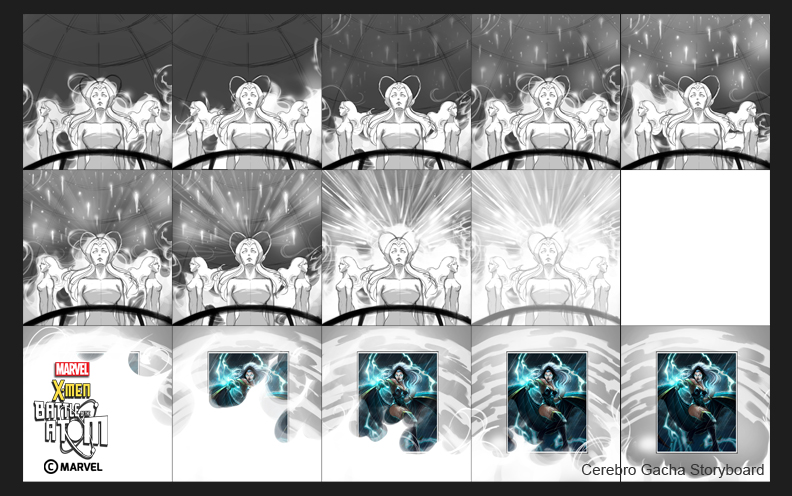 MARVEL
X-MEN
BATTLE OF THE
ATOM
© MARVEL
Cerebro Gacha Storyboard